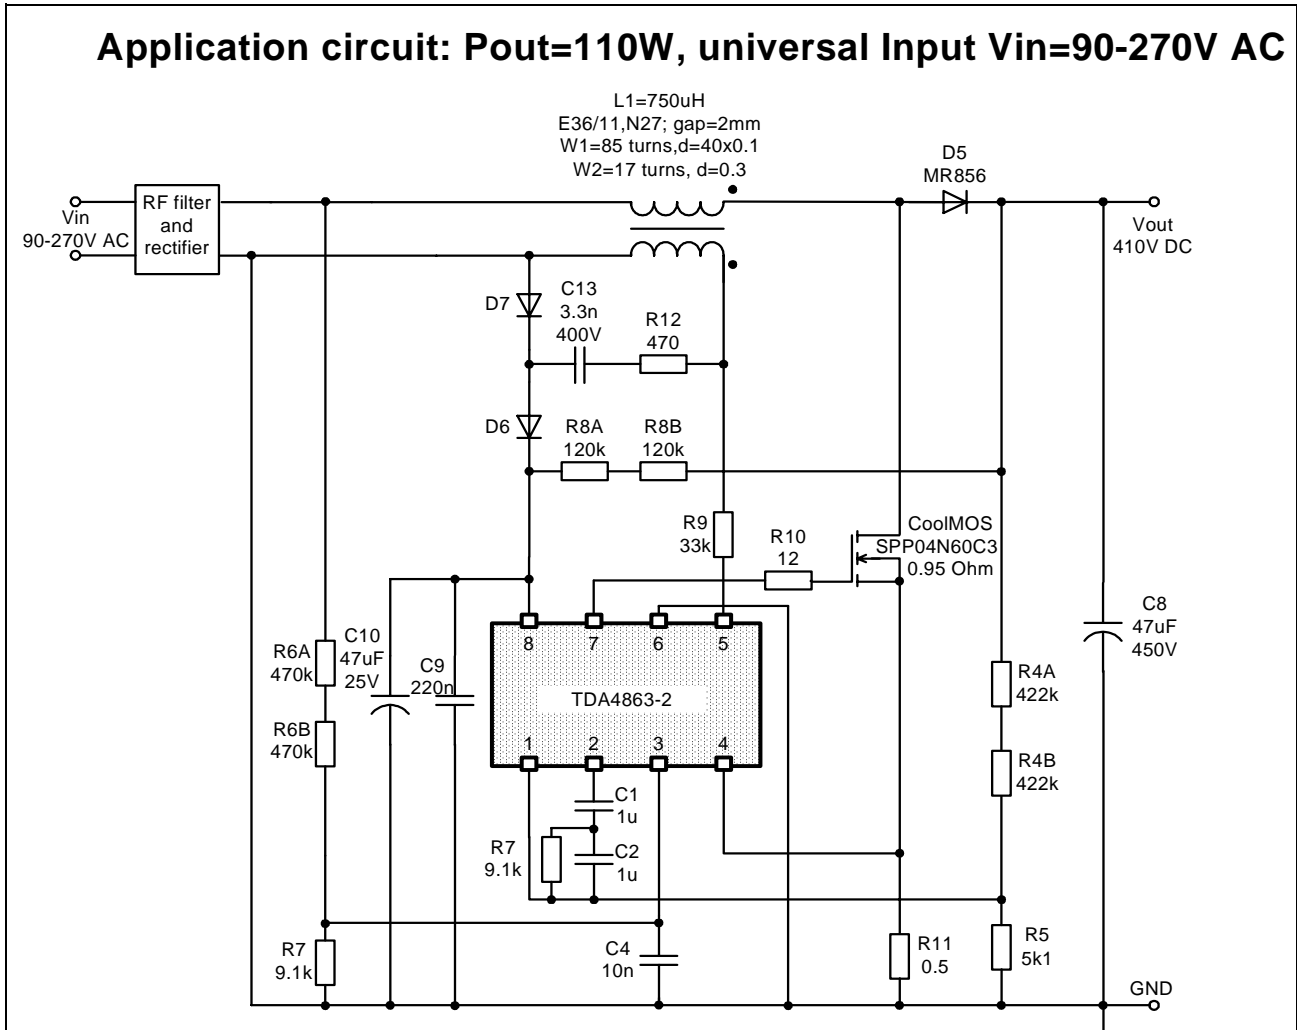 Application circuit: Pout=110W, universal Input Vin=90-270V AC
L1=750uH
E36/11,N27; gap=2mm
W1=85 turns,d=40x0.1
W2=17 turns, d=0.3
D5
MR856
RF filter
and
rectifier
Vin
90-270V AC
Vout
410V DC
D7
C13
3.3n
400V
R12
470
D6
R8A
120k
R8B
120k
R9
33k
R10
12
CoolMOS
SPP04N60C3
0.95 Ohm
C8
47uF
450V
8
7
6
5
R6A
470k
C10
47uF
25V
C9
220n
TDA4863-2
R4A
422k
R6B
470k
1
2
3
4
R4B
422k
C1
1u
R7
9.1k
C2
1u
R7
9.1k
C4
10n
R11
0.5
R5
5k1
GND